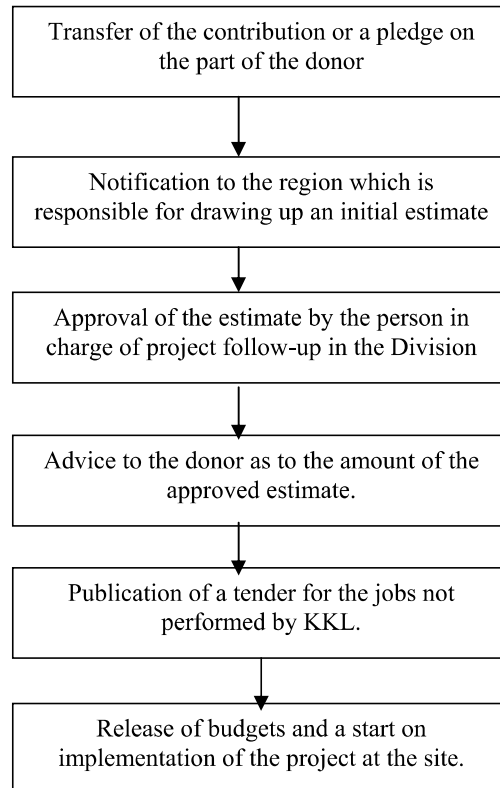 Transfer of the contribution or a pledge on
the part of the donor
Notification to the region which is
responsible for drawing up an initial estimate
Approval of the estimate by the person in
charge of project follow-up in the Division
Advice to the donor as to the amount of the
approved estimate.
Publication of a tender for the jobs not
performed by KKL.
Release of budgets and a start on
implementation of the project at the site.